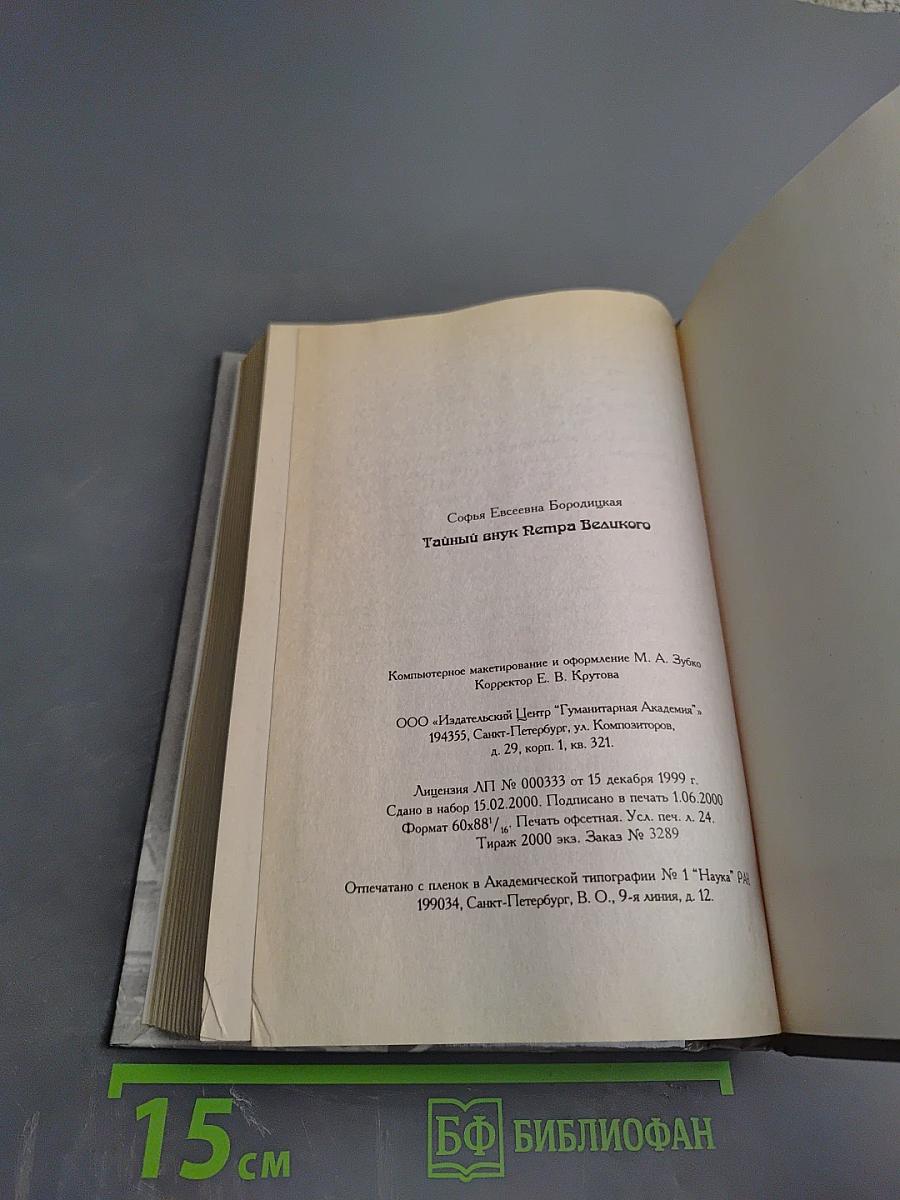 Софья Евсеевна Бородицкая
Тайный внук Петра Великого
Компьютерное макетирование и оформление М. А. Зубко
Корректор Е. В. Крутова
ООО «Издательский Центр "Гуманитарная Академия"»
194355, Санкт-Петербург, ул. Композиторов,
д. 29, корп. 1, кв. 321.
Лицензия ЛП № 000333 от 15 декабря 1999 г.
Сдано в набор 15.02.2000. Подписано в печать 1.06.2000
Формат 60х88¹/₁₆. Печать офсетная. Усл. печ. л. 24.
Тираж 2000 экз. Заказ № 3289
Отпечатано с пленок в Академической типографии № 1 "Наука" РАН
199034, Санкт-Петербург, В. О., 9-я линия, д. 12.
15 см
БФ БИБЛИОФАН